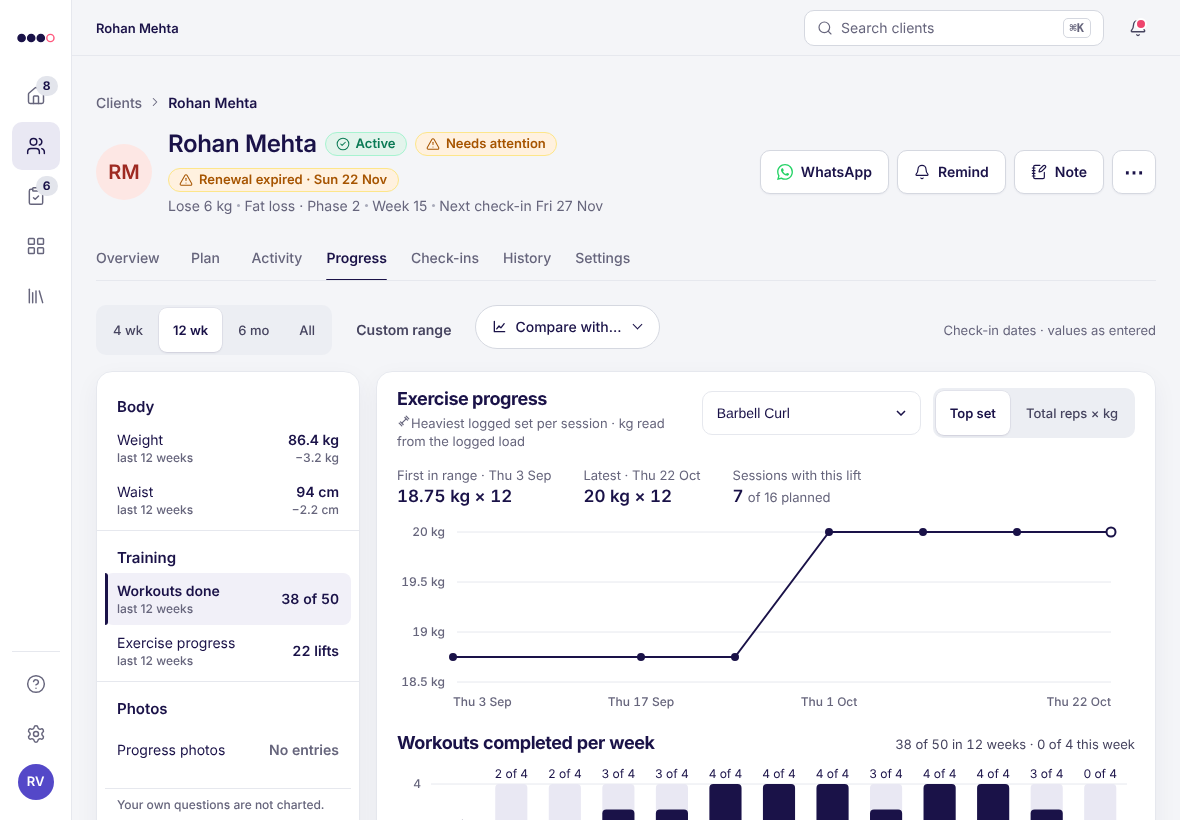 Rohan Mehta
Search clients
⌘K
8
6
Clients
Rohan Mehta
RM
Rohan Mehta
Active
Needs attention
Renewal expired · Sun 22 Nov
Lose 6 kg · Fat loss · Phase 2 · Week 15 · Next check-in Fri 27 Nov
WhatsApp
Remind
Note
Overview
Plan
Activity
Progress
Check-ins
History
Settings
4 wk
12 wk
6 mo
All
Custom range
Compare with...
Check-in dates · values as entered
Body
Weight
86.4 kg
last 12 weeks
−3.2 kg
Waist
94 cm
last 12 weeks
−2.2 cm
Training
Workouts done
38 of 50
last 12 weeks
Exercise progress
22 lifts
last 12 weeks
Photos
Progress photos
No entries
Your own questions are not charted.
RV
Exercise progress
Heaviest logged set per session · kg read
from the logged load
Barbell Curl
Top set
Total reps × kg
First in range · Thu 3 Sep
18.75 kg × 12
Latest · Thu 22 Oct
20 kg × 12
Sessions with this lift
7 of 16 planned
20 kg
19.5 kg
19 kg
18.5 kg
Thu 3 Sep
Thu 17 Sep
Thu 1 Oct
Thu 22 Oct
Workouts completed per week
38 of 50 in 12 weeks · 0 of 4 this week
4
2 of 4
2 of 4
3 of 4
3 of 4
4 of 4
4 of 4
4 of 4
3 of 4
4 of 4
4 of 4
3 of 4
0 of 4